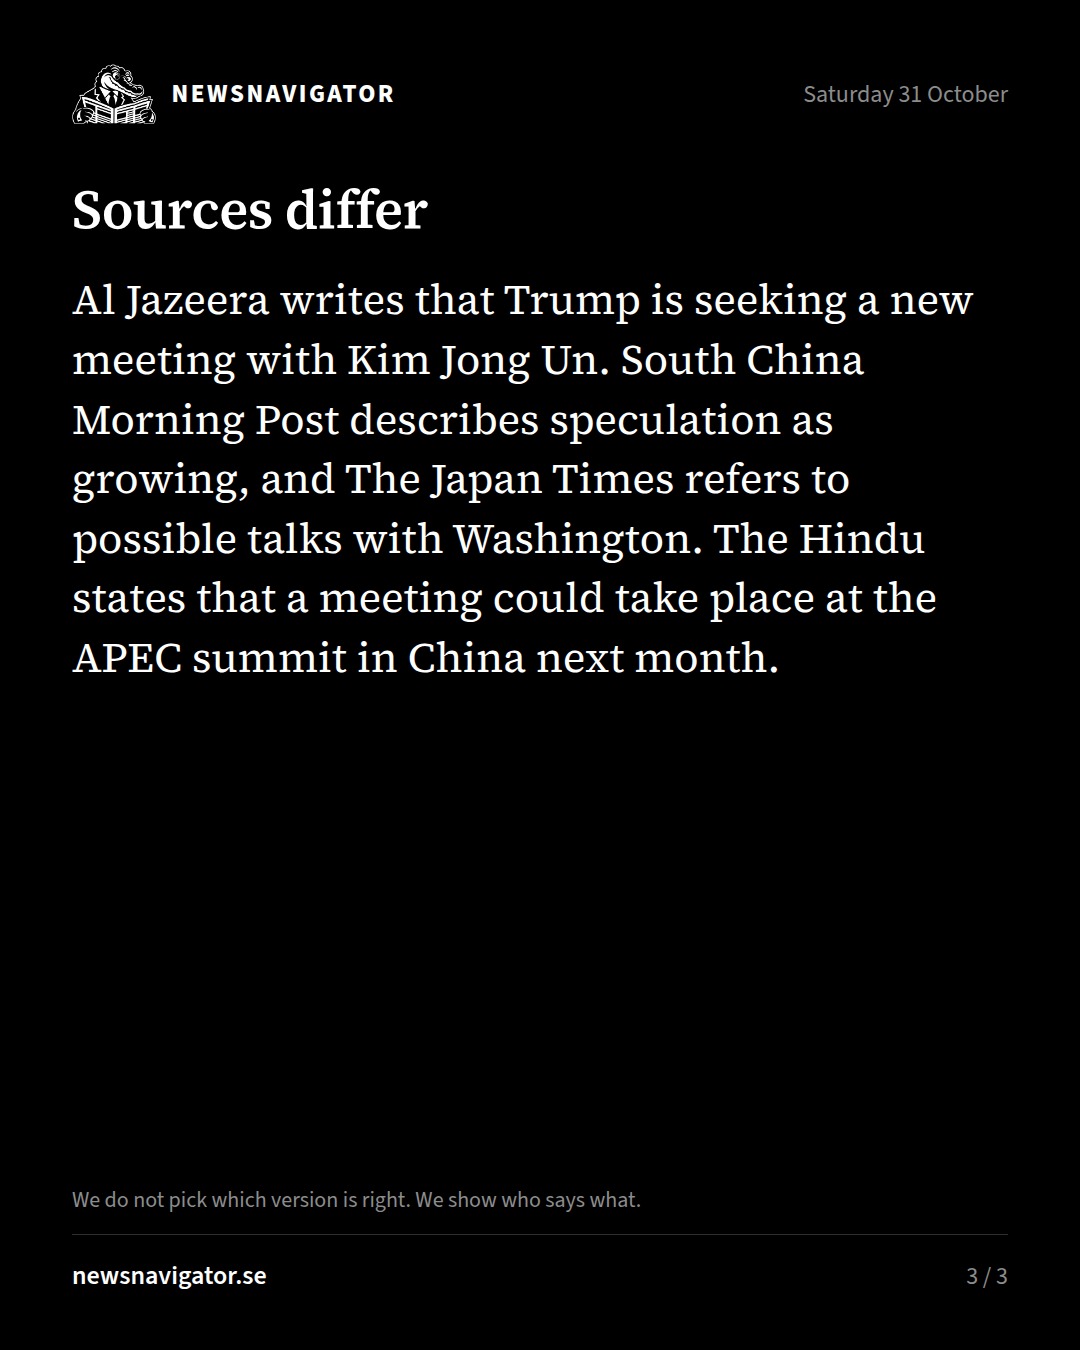 NEWSNAVIGATOR
Saturday 31 October
Sources differ
Al Jazeera writes that Trump is seeking a new
meeting with Kim Jong Un. South China
Morning Post describes speculation as
growing, and The Japan Times refers to
possible talks with Washington. The Hindu
states that a meeting could take place at the
APEC summit in China next month.
We do not pick which version is right. We show who says what.
newsnavigator.se
3 / 3